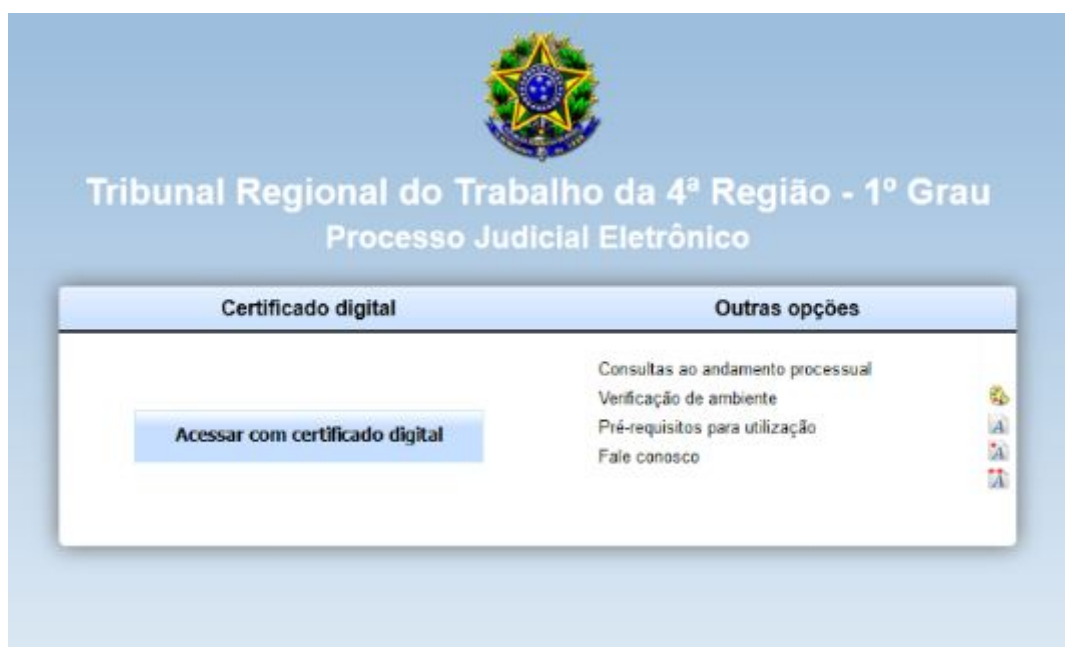 Tribunal Regional do Trabalho da 4ª Região - 1º Grau
Processo Judicial Eletrônico
Certificado digital
Outras opções
Acessar com certificado digital
Consultas ao andamento processual
Verificação de ambiente
Pré-requisitos para utilização
Fale conosco